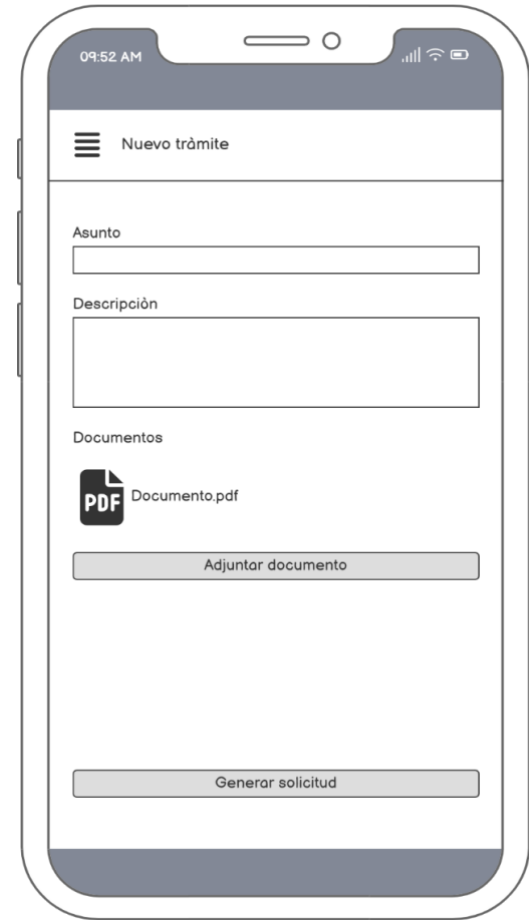 09:52 AM
Nuevo tràmite
Asunto
Descripciòn
Documentos
PDF
Documento.pdf
Adjuntar documento
Generar solicitud